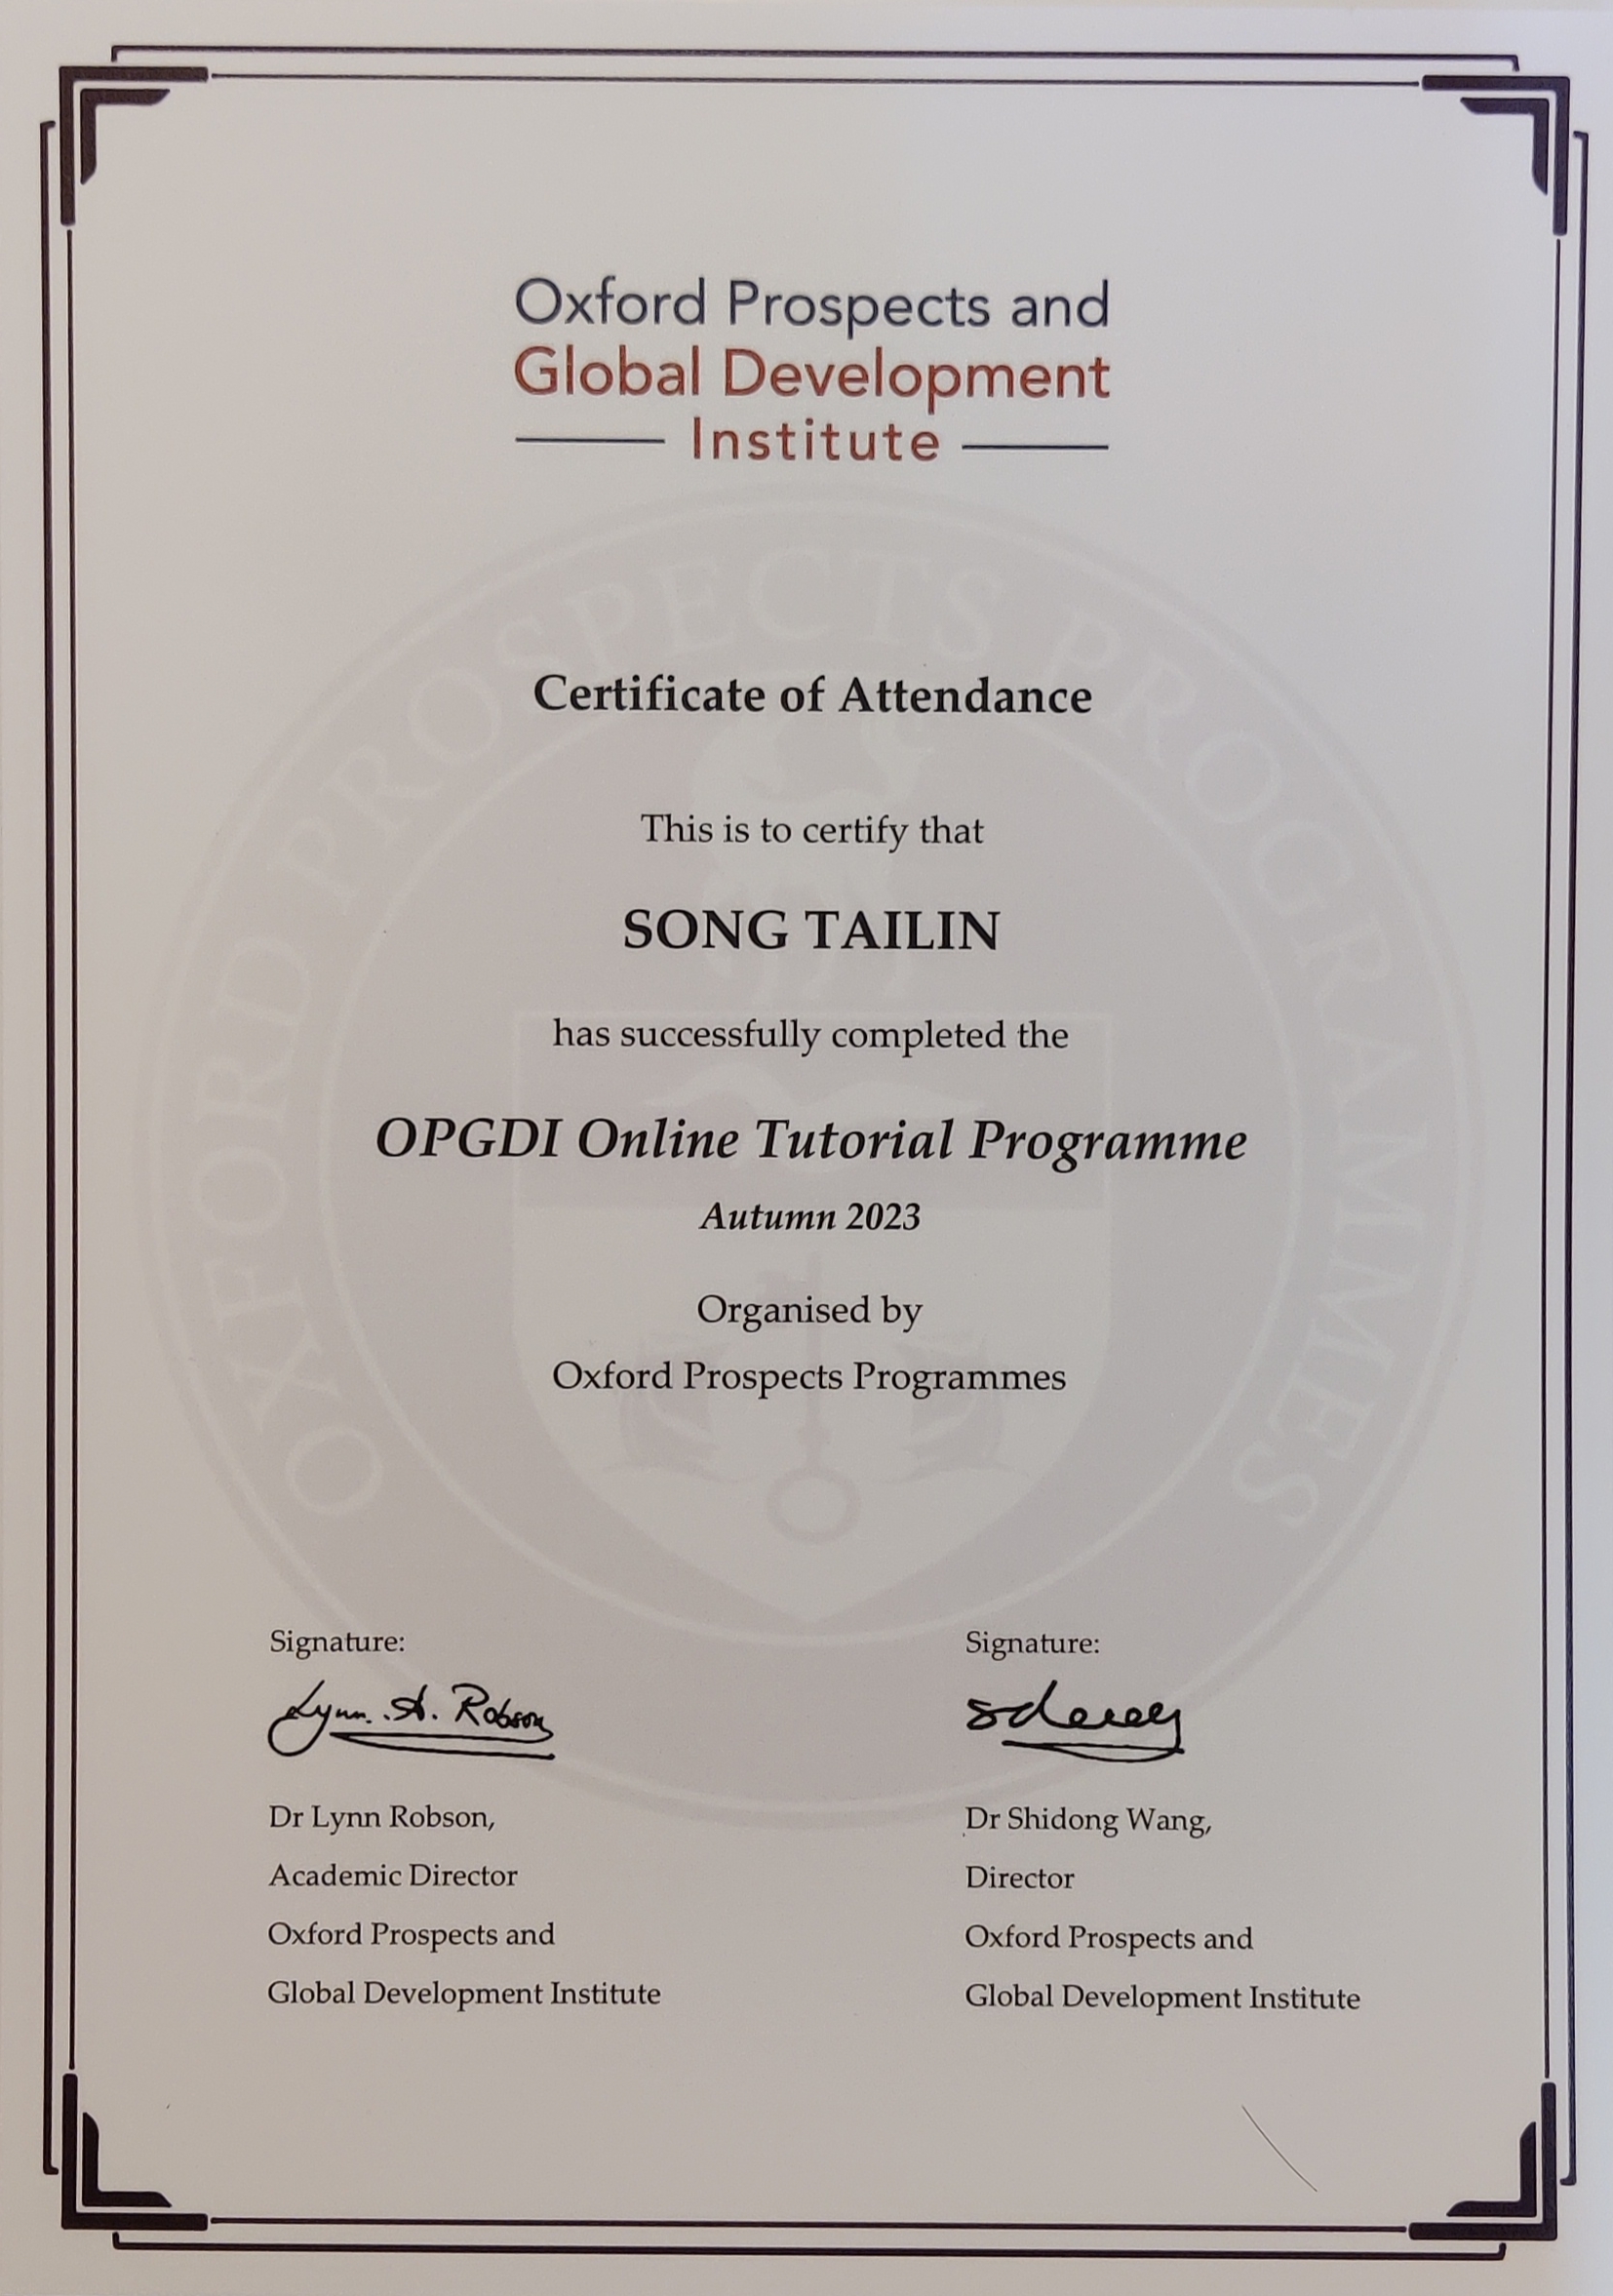 Oxford Prospects and
Global Development
Institute
OXFORD PROSPECTS PROGRAMMES
Certificate of Attendance
This is to certify that
SONG TAILIN
has successfully completed the
OPGDI Online Tutorial Programme
Autumn 2023
Organised by
Oxford Prospects Programmes
Signature:
Lynn. A. Robson
Dr Lynn Robson,
Academic Director
Oxford Prospects and
Global Development Institute
Signature:
Dr Shidong Wang,
Director
Oxford Prospects and
Global Development Institute